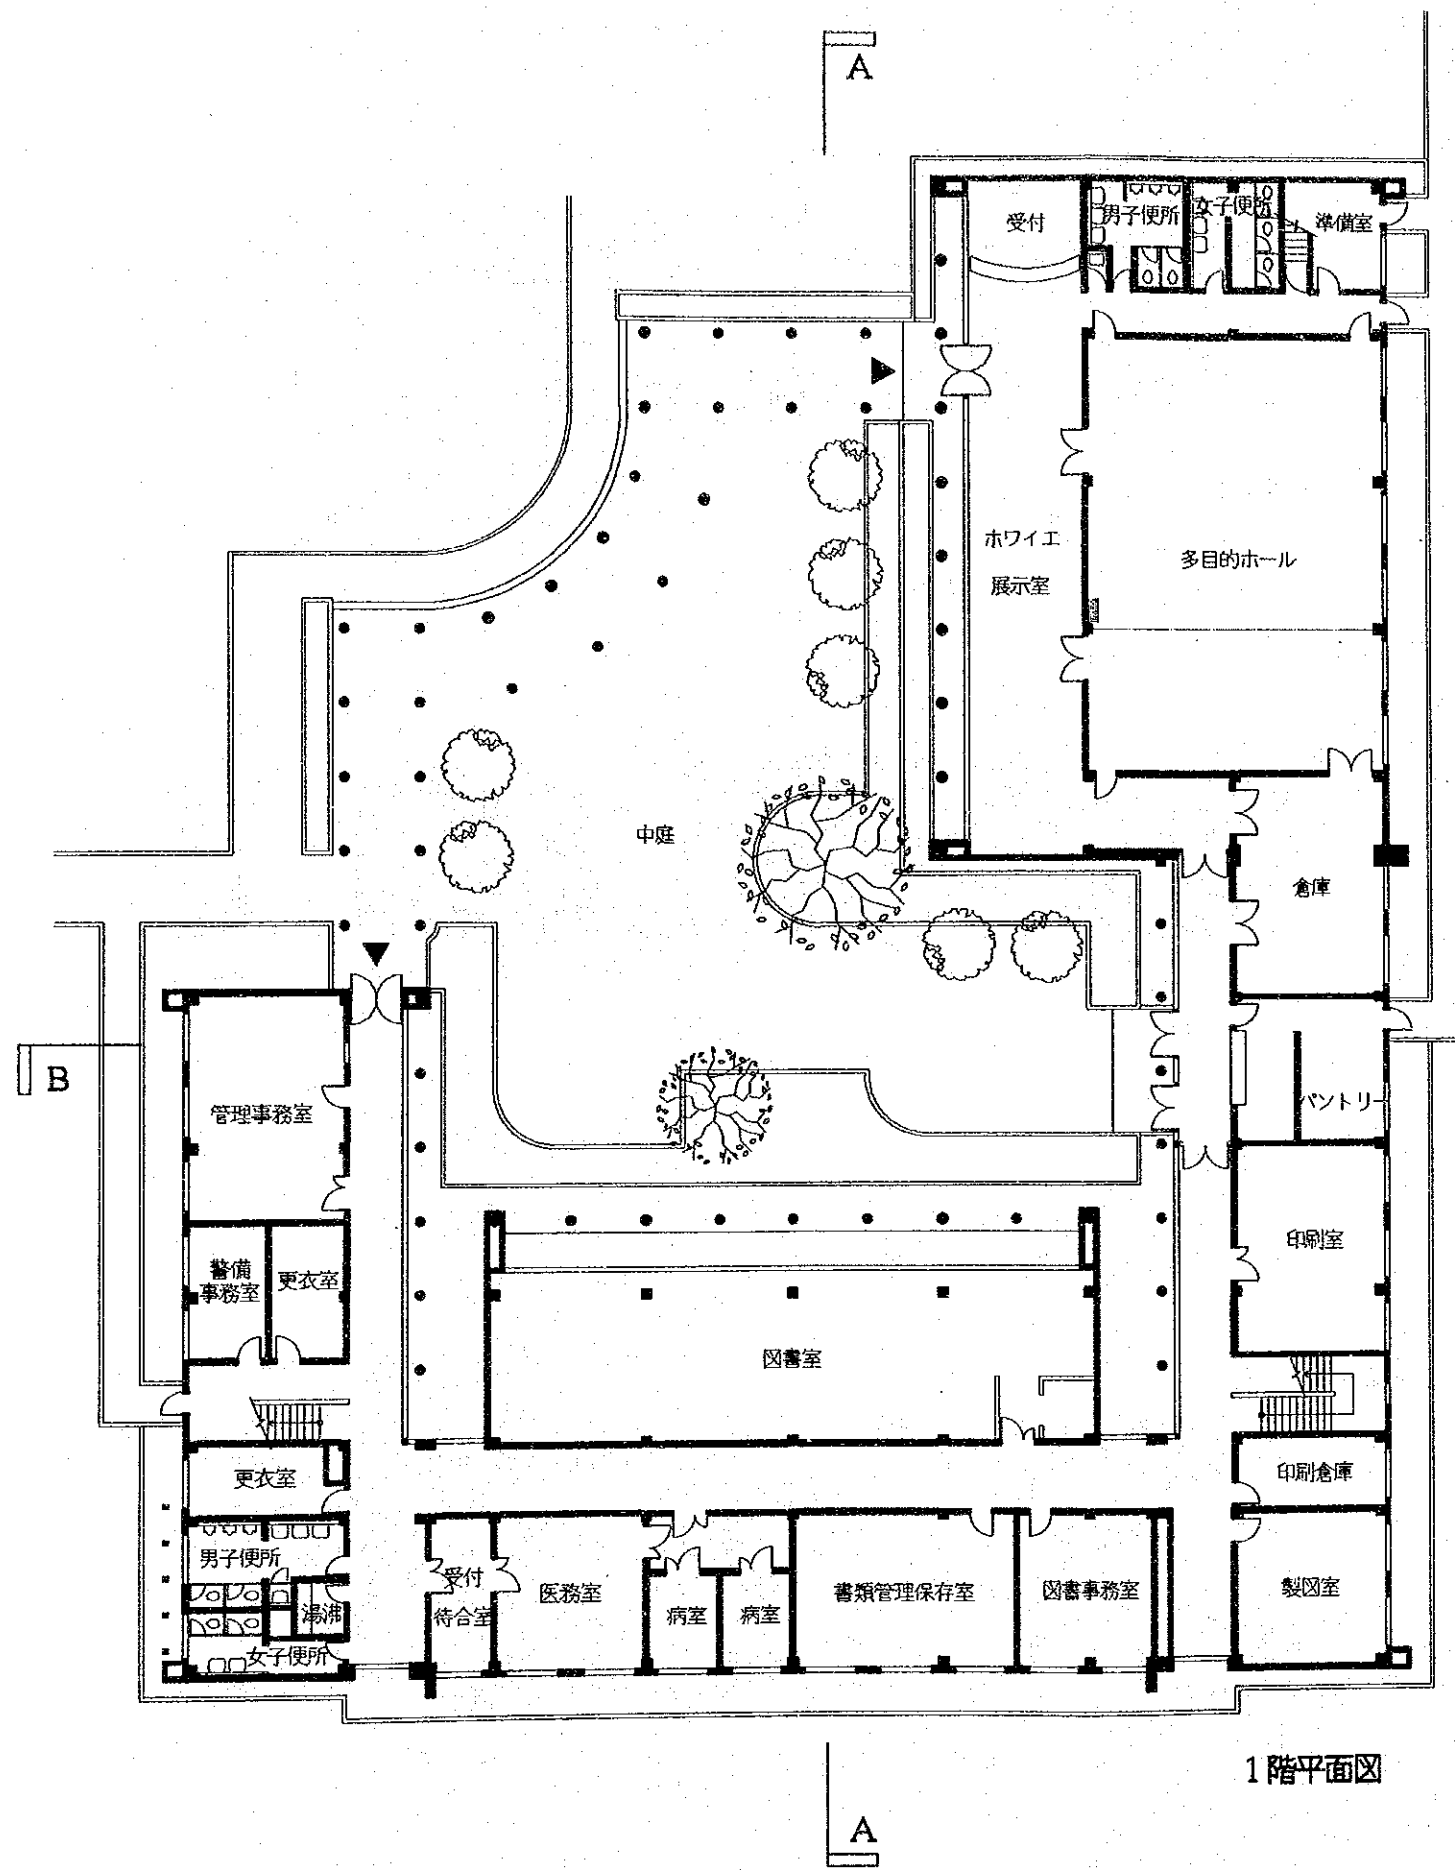 A
受付
男子便所
女子便所
準備室
ホワイエ
展示室
多目的ホール
中庭
倉庫
B
管理事務室
パントリー
警備
事務室
更衣室
印刷室
図書室
更衣室
印刷倉庫
男子便所
湯沸
女子便所
受付
待合室
医務室
病室
病室
書類管理保存室
図書事務室
製図室
1階平面図
A